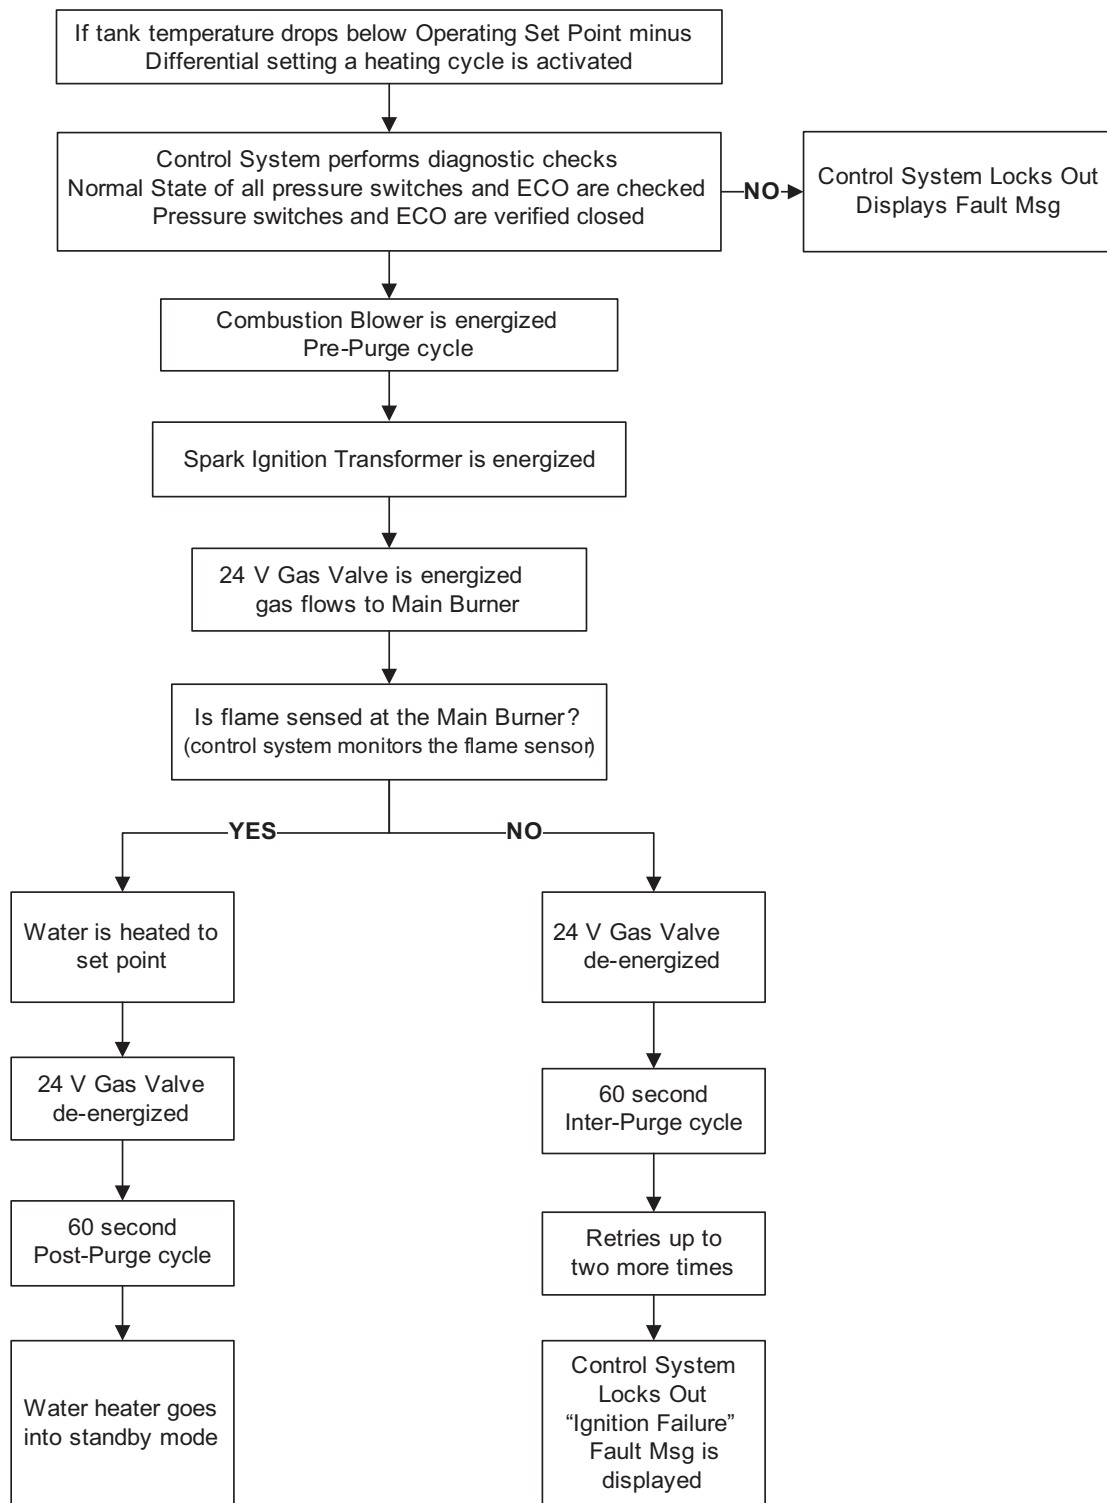 If tank temperature drops below Operating Set Point minus
Differential setting a heating cycle is activated
Control System performs diagnostic checks
Normal State of all pressure switches and ECO are checked
Pressure switches and ECO are verified closed
NO
Control System Locks Out
Displays Fault Msg
Combustion Blower is energized
Pre-Purge cycle
Spark Ignition Transformer is energized
24 V Gas Valve is energized
gas flows to Main Burner
Is flame sensed at the Main Burner?
(control system monitors the flame sensor)
YES
NO
Water is heated to
set point
24 V Gas Valve
de-energized
60 second
Post-Purge cycle
Water heater goes
into standby mode
24 V Gas Valve
de-energized
60 second
Inter-Purge cycle
Retries up to
two more times
Control System
Locks Out
“Ignition Failure”
Fault Msg is
displayed